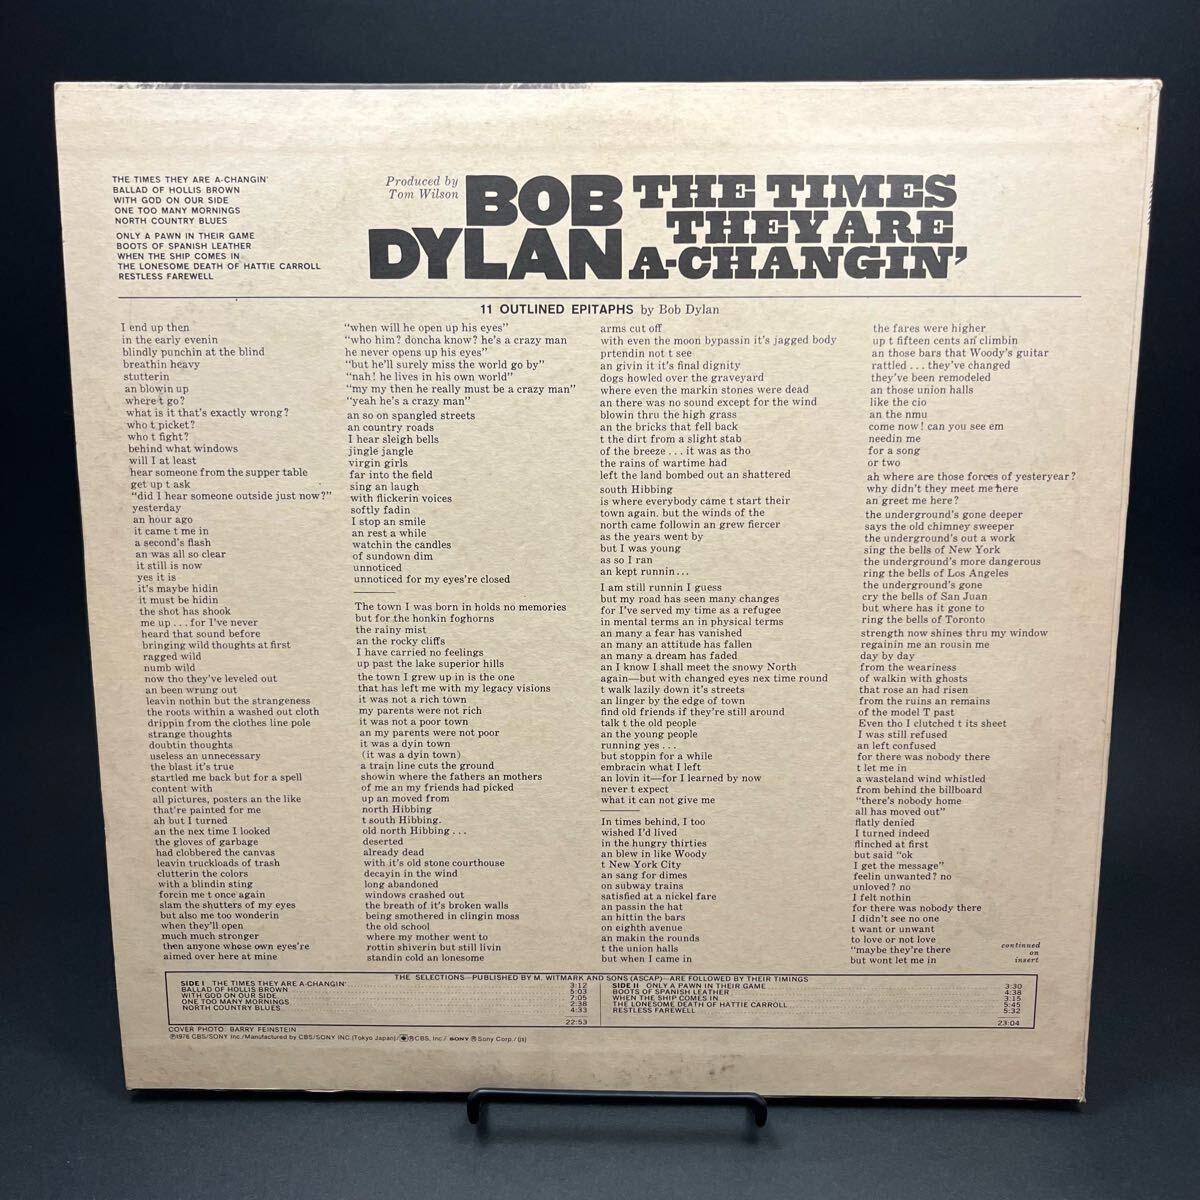 THE TIMES THEY ARE A-CHANGIN'
BALLAD OF HOLLIS BROWN
WITH GOD ON OUR SIDE
ONE TOO MANY MORNINGS
NORTH COUNTRY BLUES
ONLY A PAWN IN THEIR GAME
BOOTS OF SPANISH LEATHER
WHEN THE SHIP COMES IN
THE LONESOME DEATH OF HATTIE CARROLL
RESTLESS FAREWELL
Produced by
Tom Wilson
BOB
DYLAN
THE TIMES
THEY ARE
A-CHANGIN'
11 OUTLINED EPITAPHS by Bob Dylan
I end up then
in the early evenin
blindly punchin at the blind
breathin heavy
stutterin
an blowin up
where t go?
what is it that's exactly wrong?
who t picket?
who t fight?
behind what windows
will I at least
hear someone from the supper table
get up t ask
"did I hear someone outside just now?"
yesterday
an hour ago
it came t me in
a second's flash
an was all so clear
it still is now
yes it is
it's maybe hidin
it must be hidin
the shot has shook
me up . . . for I've never
heard that sound before
bringing wild thoughts at first
ragged wild
numb wild
now tho they've leveled out
an been wrung out
leavin nothin but the strangeness
the roots within a washed out cloth
drippin from the clothes line pole
strange thoughts
doubtin thoughts
useless an unnecessary
the blast it's true
startled me back but for a spell
content with
all pictures, posters an the like
that're painted for me
ah but I turned
an the nex time I looked
the gloves of garbage
had clobbered the canvas
leavin truckloads of trash
clutterin the colors
with a blindin sting
forcin me t once again
slam the shutters of my eyes
but also me too wonderin
when they'll open
much much stronger
then anyone whose own eyes're
aimed over here at mine
"when will he open up his eyes"
"who him? doncha know? he's a crazy man
he never opens up his eyes"
"but he'll surely miss the world go by"
"nah! he lives in his own world"
"my my then he really must be a crazy man"
"yeah he's a crazy man"
an so on spangled streets
an country roads
I hear sleigh bells
jingle jangle
virgin girls
far into the field
sing an laugh
with flickerin voices
softly fadin
I stop an smile
an rest a while
watchin the candles
of sundown dim
unnoticed
unnoticed for my eyes're closed
The town I was born in holds no memories
but for the honkin foghorns
the rainy mist
an the rocky cliffs
I have carried no feelings
up past the lake superior hills
the town I grew up in is the one
that has left me with my legacy visions
it was not a rich town
my parents were not rich
it was not a poor town
an my parents were not poor
it was a dyin town
(it was a dyin town)
a train line cuts the ground
showin where the fathers an mothers
of me an my friends had picked
up an moved from
north Hibbing
t south Hibbing.
old north Hibbing . . .
deserted
already dead
with it's old stone courthouse
decayin in the wind
long abandoned
windows crashed out
the breath of it's broken walls
being smothered in clingin moss
the old school
where my mother went to
rottin shiverin but still livin
standin cold an lonesome
arms cut off
with even the moon bypassin it's jagged body
prtendin not t see
an givin it it's final dignity
dogs howled over the graveyard
where even the markin stones were dead
an there was no sound except for the wind
blowin thru the high grass
an the bricks that fell back
t the dirt from a slight stab
of the breeze . . . it was as tho
the rains of wartime had
left the land bombed out an shattered
south Hibbing
is where everybody came t start their
town again. but the winds of the
north came followin an grew fiercer
as the years went by
but I was young
as so I ran
an kept runnin . . .
I am still runnin I guess
but my road has seen many changes
for I've served my time as a refugee
in mental terms an in physical terms
an many a fear has vanished
an many an attitude has fallen
an many a dream has faded
an I know I shall meet the snowy North
again—but with changed eyes nex time round
t walk lazily down it's streets
an linger by the edge of town
find old friends if they're still around
talk t the old people
an the young people
running yes . . .
but stoppin for a while
embracin what I left
an lovin it—for I learned by now
never t expect
what it can not give me
In times behind, I too
wished I'd lived
in the hungry thirties
an blew in like Woody
t New York City
an sang for dimes
on subway trains
satisfied at a nickel fare
an passin the hat
an hittin the bars
on eighth avenue
an makin the rounds
t the union halls
but when I came in
the fares were higher
up t fifteen cents an climbin
an those bars that Woody's guitar
rattled . . . they've changed
they've been remodeled
an those union halls
like the cio
an the nmu
come now! can you see em
needin me
for a song
or two
ah where are those forces of yesteryear?
why didn't they meet me here
an greet me here?
the underground's gone deeper
says the old chimney sweeper
the underground's out a work
sing the bells of New York
the underground's more dangerous
ring the bells of Los Angeles
the underground's gone
cry the bells of San Juan
but where has it gone to
ring the bells of Toronto
strength now shines thru my window
regainin me an rousin me
day by day
from the weariness
of walkin with ghosts
that rose an had risen
from the ruins an remains
of the model T past
Even tho I clutched t its sheet
I was still refused
an left confused
for there was nobody there
t let me in
a wasteland wind whistled
from behind the billboard
"there's nobody home
all has moved out"
flatly denied
I turned indeed
flinched at first
but said "ok
I get the message"
feelin unwanted? no
unloved? no
I felt nothin
for there was nobody there
I didn't see no one
t want or unwant
to love or not love
"maybe they're there
but wont let me in
continued
on
insert
THE SELECTIONS—PUBLISHED BY M. WITMARK AND SONS (ASCAP)—ARE FOLLOWED BY THEIR TIMINGS
SIDE I THE TIMES THEY ARE A-CHANGIN' 3:12
BALLAD OF HOLLIS BROWN 5:03
WITH GOD ON OUR SIDE 7:05
ONE TOO MANY MORNINGS 2:38
NORTH COUNTRY BLUES 4:33
22:53
SIDE II ONLY A PAWN IN THEIR GAME 3:30
BOOTS OF SPANISH LEATHER 4:38
WHEN THE SHIP COMES IN 3:15
THE LONESOME DEATH OF HATTIE CARROLL 5:45
RESTLESS FAREWELL 5:32
23:04
COVER PHOTO: BARRY FEINSTEIN
℗1976 CBS/SONY Inc./Manufactured by CBS/SONY INC.(Tokyo Japan)/®CBS, Inc./ SONY ® Sony Corp./(js)